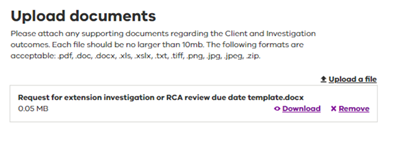 Upload documents
Please attach any supporting documents regarding the Client and Investigation
outcomes. Each file should be no larger than 10mb. The following formats are
acceptable: .pdf, .doc, .docx, .xls, .xslx, .txt, .tiff, .png, .jpg, .jpeg, .zip.
Upload a file
Request for extension investigation or RCA review due date template.docx
0.05 MB Download Remove